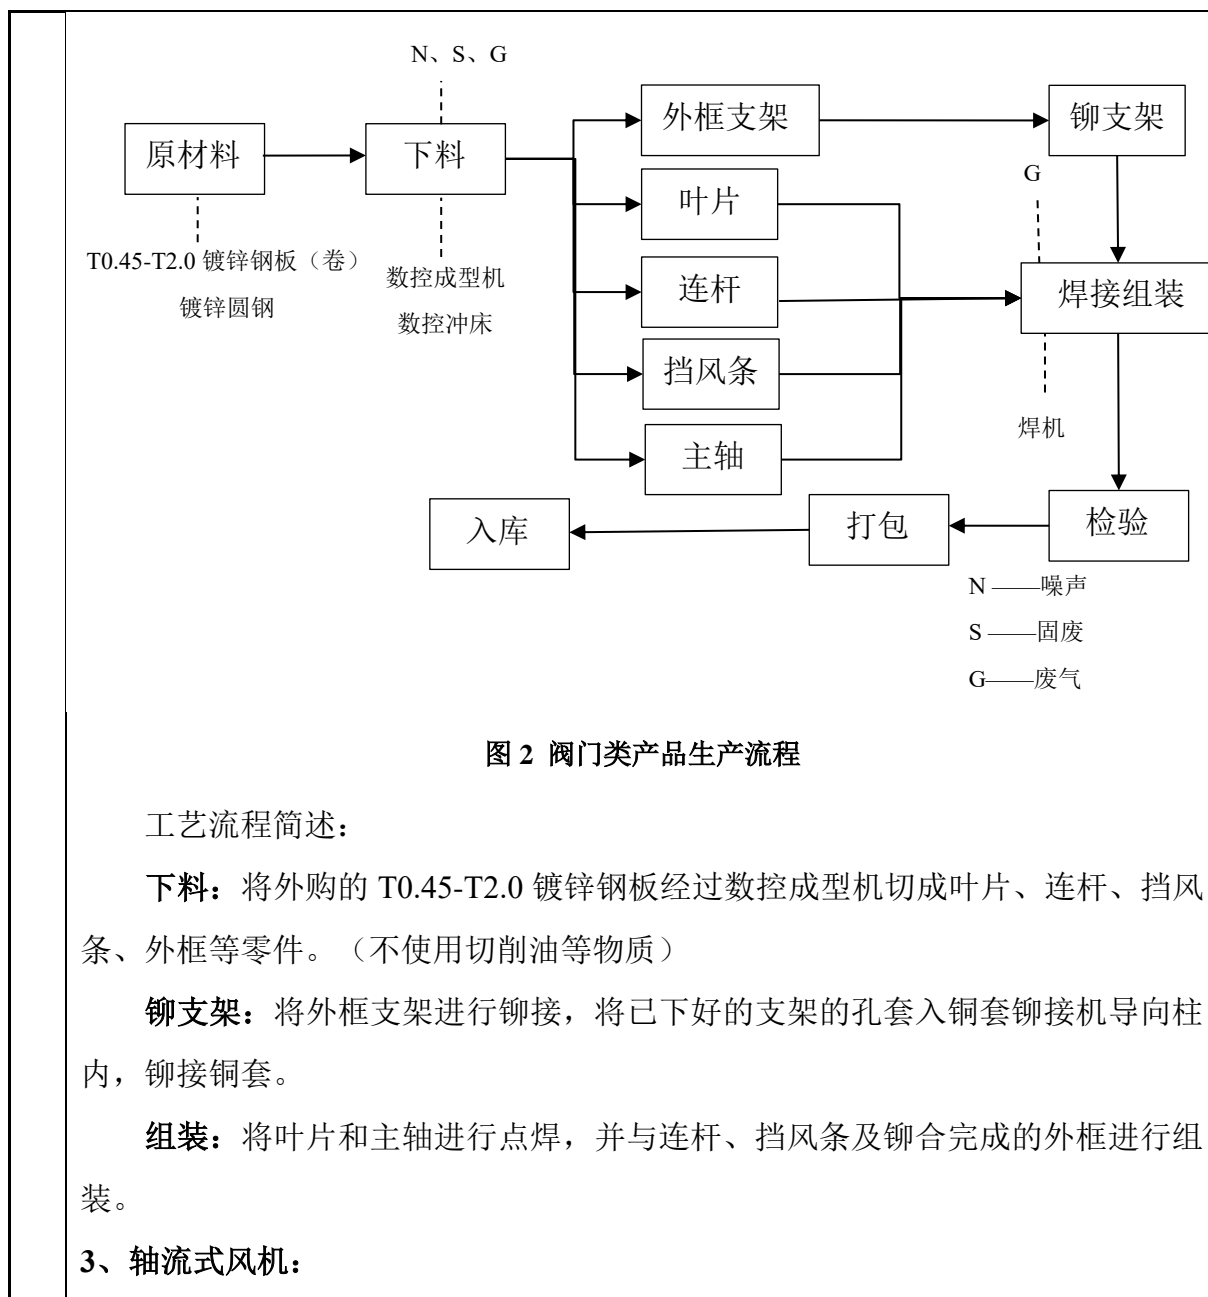 N、S、G
外框支架
铆支架
原材料
下料
G
叶片
T0.45-T2.0 镀锌钢板（卷）
镀锌圆钢
数控成型机
数控冲床
连杆
焊接组装
挡风条
焊机
主轴
入库
打包
检验
N ——噪声
S ——固废
G——废气
图 2 阀门类产品生产流程
工艺流程简述：
下料：将外购的 T0.45-T2.0 镀锌钢板经过数控成型机切成叶片、连杆、挡风
条、外框等零件。（不使用切削油等物质）
铆支架：将外框支架进行铆接，将已下好的支架的孔套入铜套铆接机导向柱
内，铆接铜套。
组装：将叶片和主轴进行点焊，并与连杆、挡风条及铆合完成的外框进行组
装。
3、轴流式风机：